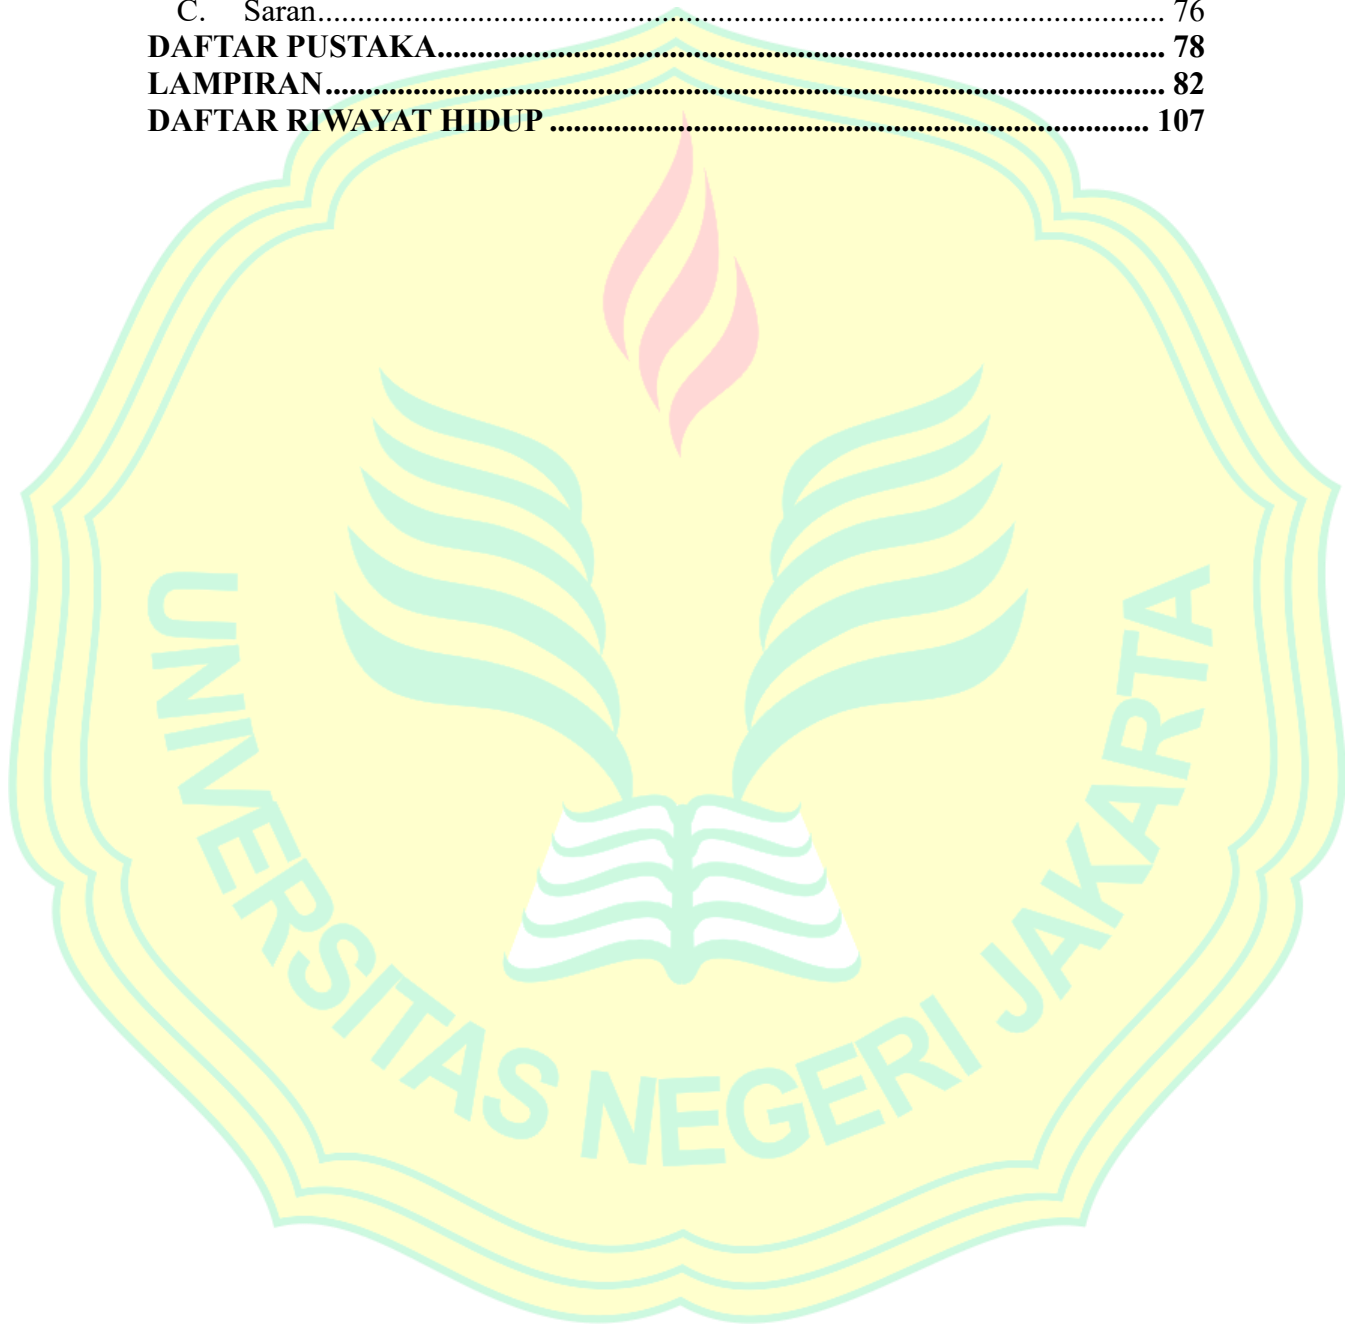 C. Saran........................................................................................................... 76
DAFTAR PUSTAKA.......................................................................................... 78
LAMPIRAN........................................................................................................ 82
DAFTAR RIWAYAT HIDUP .......................................................................... 107
UNIVERSITAS NEGERI JAKARTA